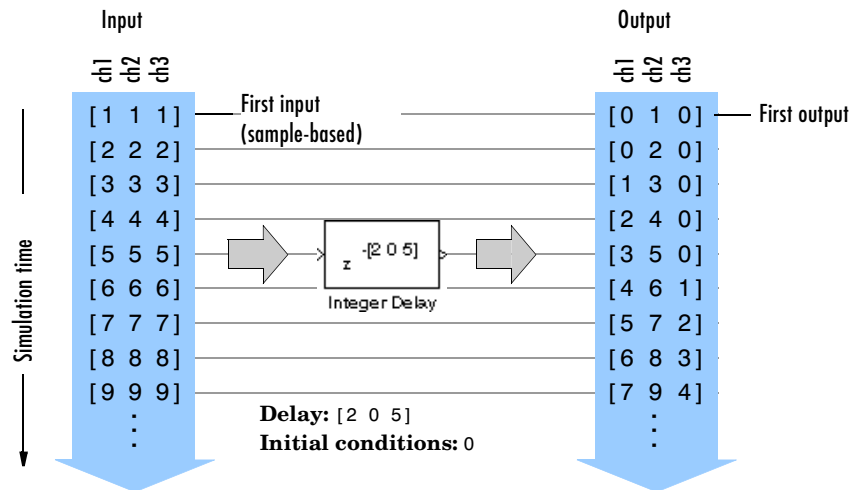 Input
Output
ch1 ch2 ch3
ch1 ch2 ch3
[1 1 1]
First input
(sample-based)
[0 1 0]
First output
[2 2 2]
[0 2 0]
[3 3 3]
[1 3 0]
[4 4 4]
[2 4 0]
[5 5 5]
z -[2 0 5]
[3 5 0]
[6 6 6]
Integer Delay
[4 6 1]
[7 7 7]
[5 7 2]
[8 8 8]
[6 8 3]
[9 9 9]
[7 9 4]
Simulation time
Delay: [2 0 5]
Initial conditions: 0